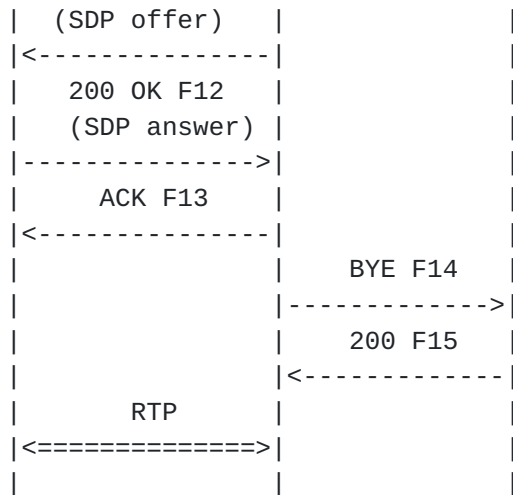 (SDP offer)
200 OK F12
(SDP answer)
ACK F13
BYE F14
200 F15
RTP